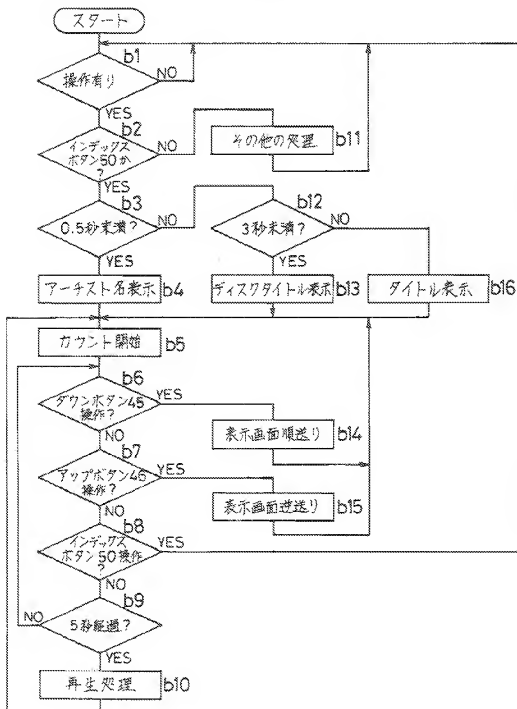 スタート
b1
操作有り
NO
YES
b2
インデックス
ボタン50か
?
NO
YES
その他の処理
b11
b3
0.5秒未満?
NO
YES
b12
3秒未満?
NO
YES
アーチスト名表示
b4
ディスクタイトル表示
b13
タイトル表示
b16
カウント開始
b5
b6
ダウンボタン45
操作?
YES
NO
表示画面順送り
b14
b7
アップボタン46
操作?
YES
NO
表示画面逆送り
b15
b8
インデックス
ボタン50操作
?
YES
NO
b9
5秒経過?
NO
YES
再生処理
b10